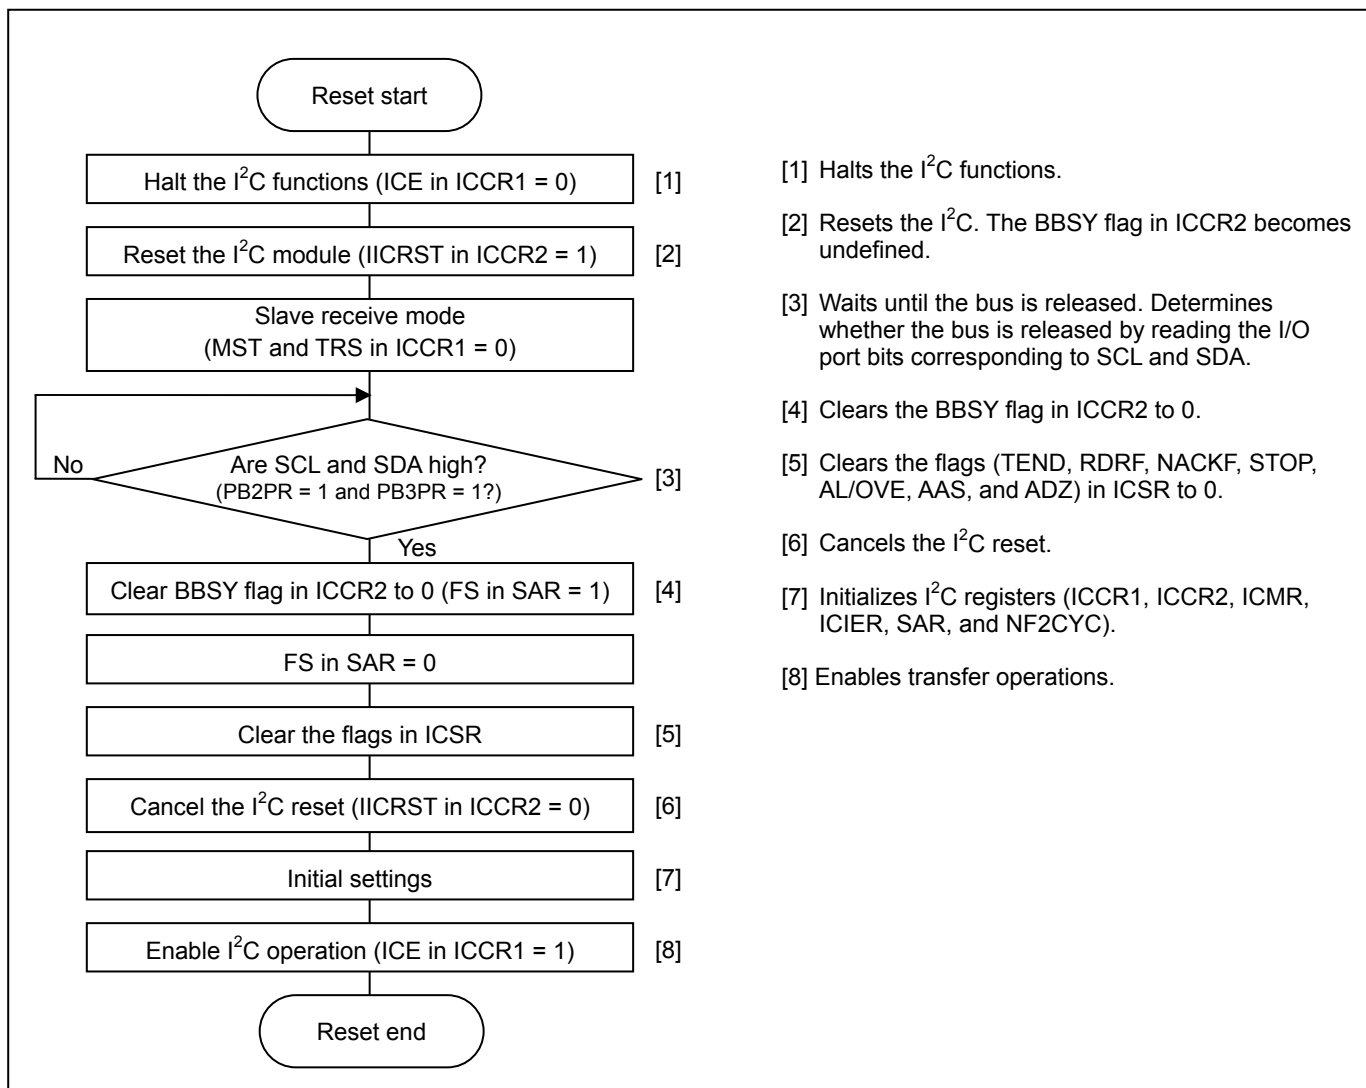 Reset start
Halt the I²C functions (ICE in ICCR1 = 0) [1]
Reset the I²C module (IICRST in ICCR2 = 1) [2]
Slave receive mode
(MST and TRS in ICCR1 = 0)
No
Are SCL and SDA high?
(PB2PR = 1 and PB3PR = 1?)
[3]
Yes
Clear BBSY flag in ICCR2 to 0 (FS in SAR = 1) [4]
FS in SAR = 0
Clear the flags in ICSR [5]
Cancel the I²C reset (IICRST in ICCR2 = 0) [6]
Initial settings [7]
Enable I²C operation (ICE in ICCR1 = 1) [8]
Reset end
[1] Halts the I²C functions.
[2] Resets the I²C. The BBSY flag in ICCR2 becomes
undefined.
[3] Waits until the bus is released. Determines
whether the bus is released by reading the I/O
port bits corresponding to SCL and SDA.
[4] Clears the BBSY flag in ICCR2 to 0.
[5] Clears the flags (TEND, RDRF, NACKF, STOP,
AL/OVE, AAS, and ADZ) in ICSR to 0.
[6] Cancels the I²C reset.
[7] Initializes I²C registers (ICCR1, ICCR2, ICMR,
ICIER, SAR, and NF2CYC).
[8] Enables transfer operations.